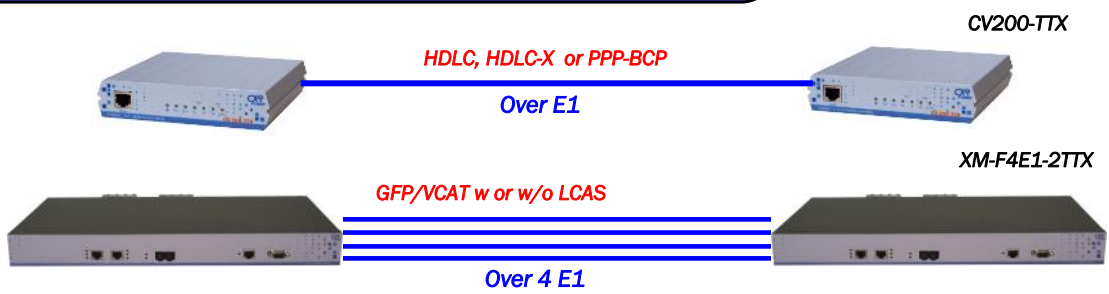 CV200-TTX
HDLC, HDLC-X or PPP-BCP
Over E1
XM-F4E1-2TTX
GFP/VCAT w or w/o LCAS
Over 4 E1